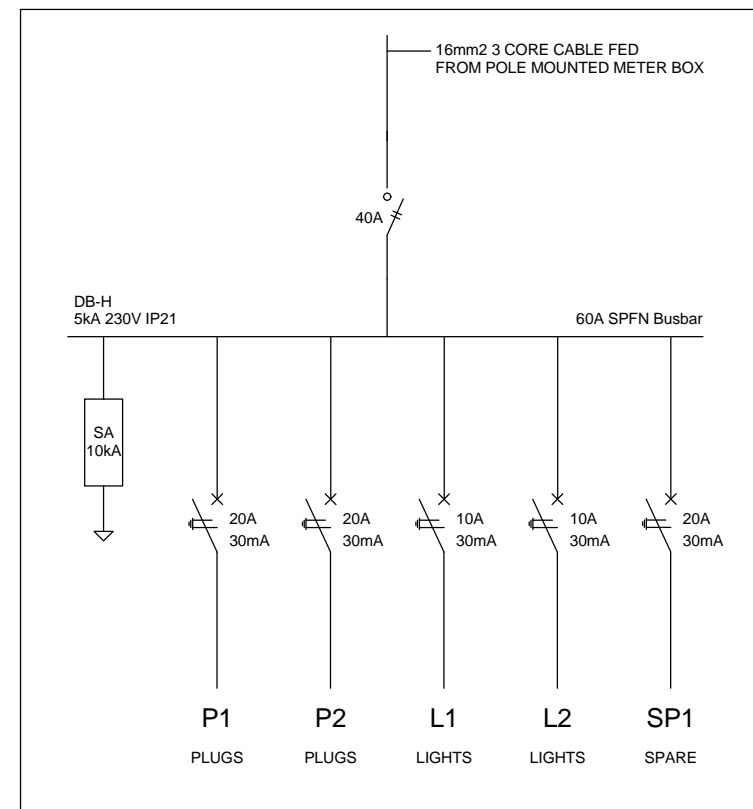 16mm2 3 CORE CABLE FED
FROM POLE MOUNTED METER BOX
40A
DB-H
5kA 230V IP21
60A SPFN Busbar
SA
10kA
20A
30mA
20A
30mA
10A
30mA
10A
30mA
20A
30mA
P1
P2
L1
L2
SP1
PLUGS
PLUGS
LIGHTS
LIGHTS
SPARE